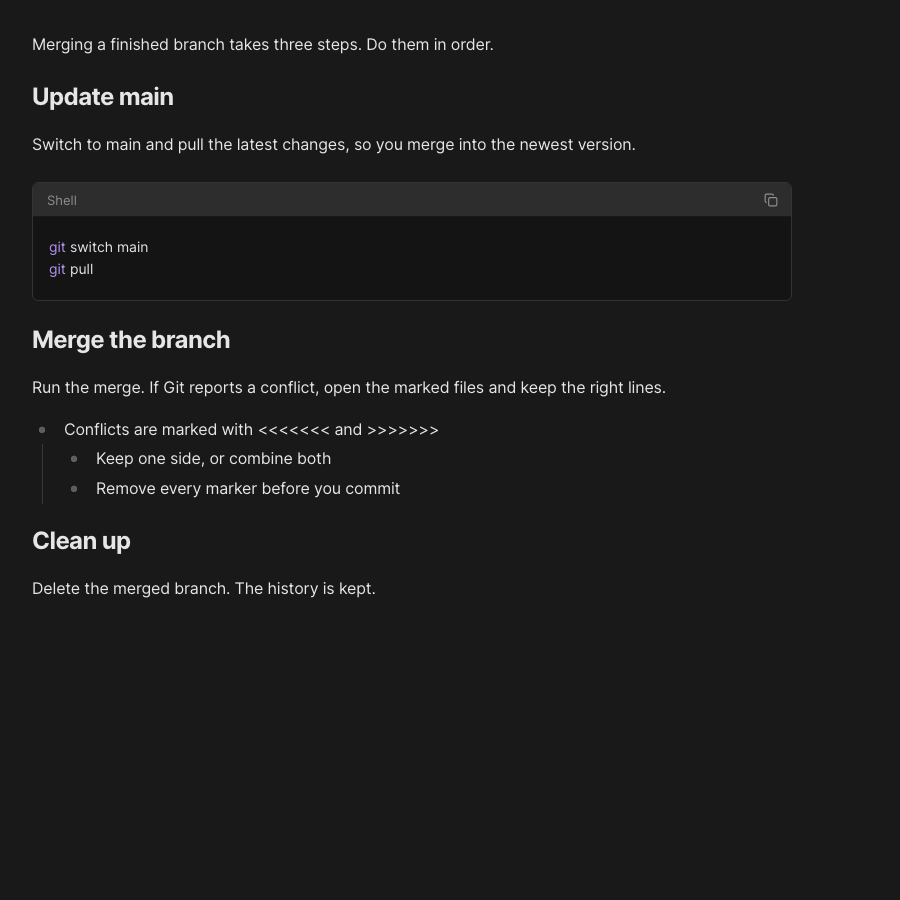 Merging a finished branch takes three steps. Do them in order.
Update main
Switch to main and pull the latest changes, so you merge into the newest version.
Shell
git switch main
git pull
Merge the branch
Run the merge. If Git reports a conflict, open the marked files and keep the right lines.
Conflicts are marked with <<<<<<< and >>>>>>>
Keep one side, or combine both
Remove every marker before you commit
Clean up
Delete the merged branch. The history is kept.